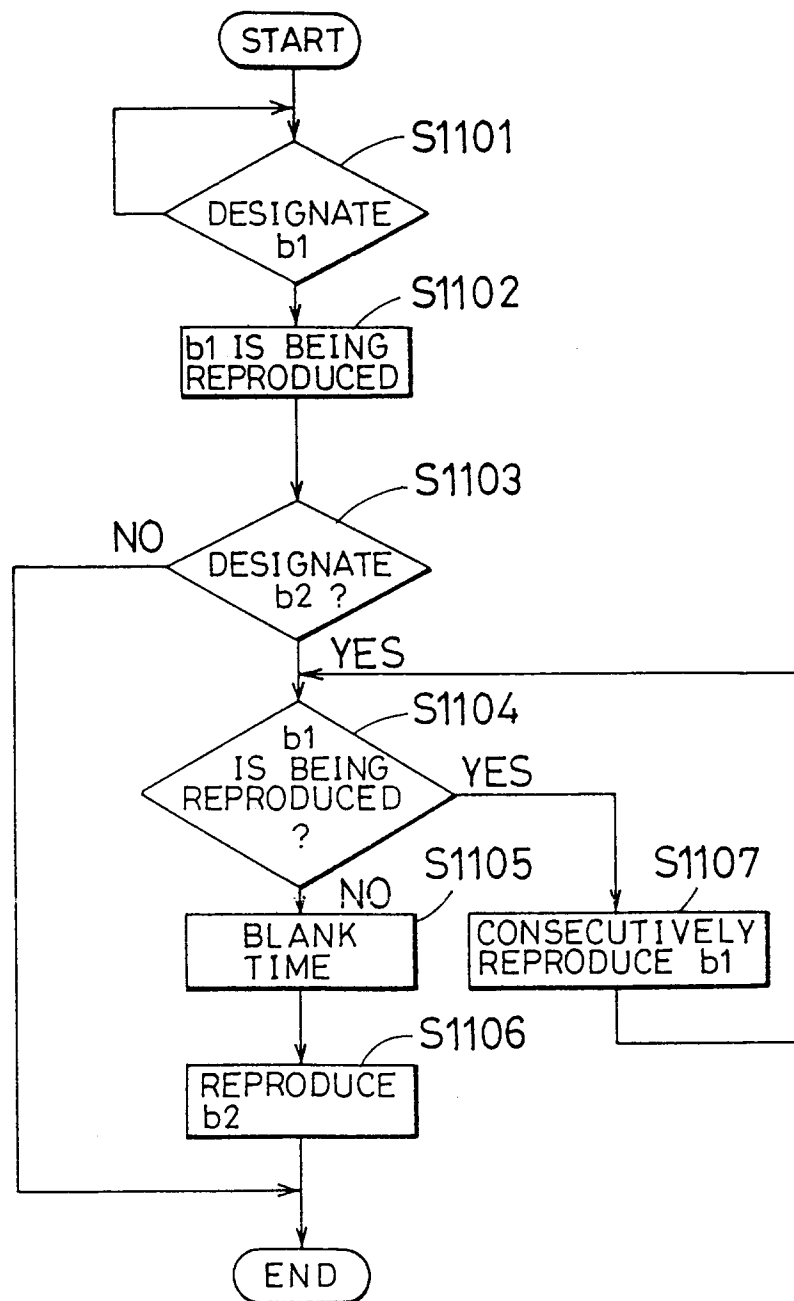 START
S1101
DESIGNATE
b1
S1102
b1 IS BEING
REPRODUCED
S1103
NO
DESIGNATE
b2 ?
YES
S1104
b1
IS BEING
REPRODUCED
?
YES
S1105
NO
BLANK
TIME
S1107
CONSECUTIVELY
REPRODUCE b1
S1106
REPRODUCE
b2
END